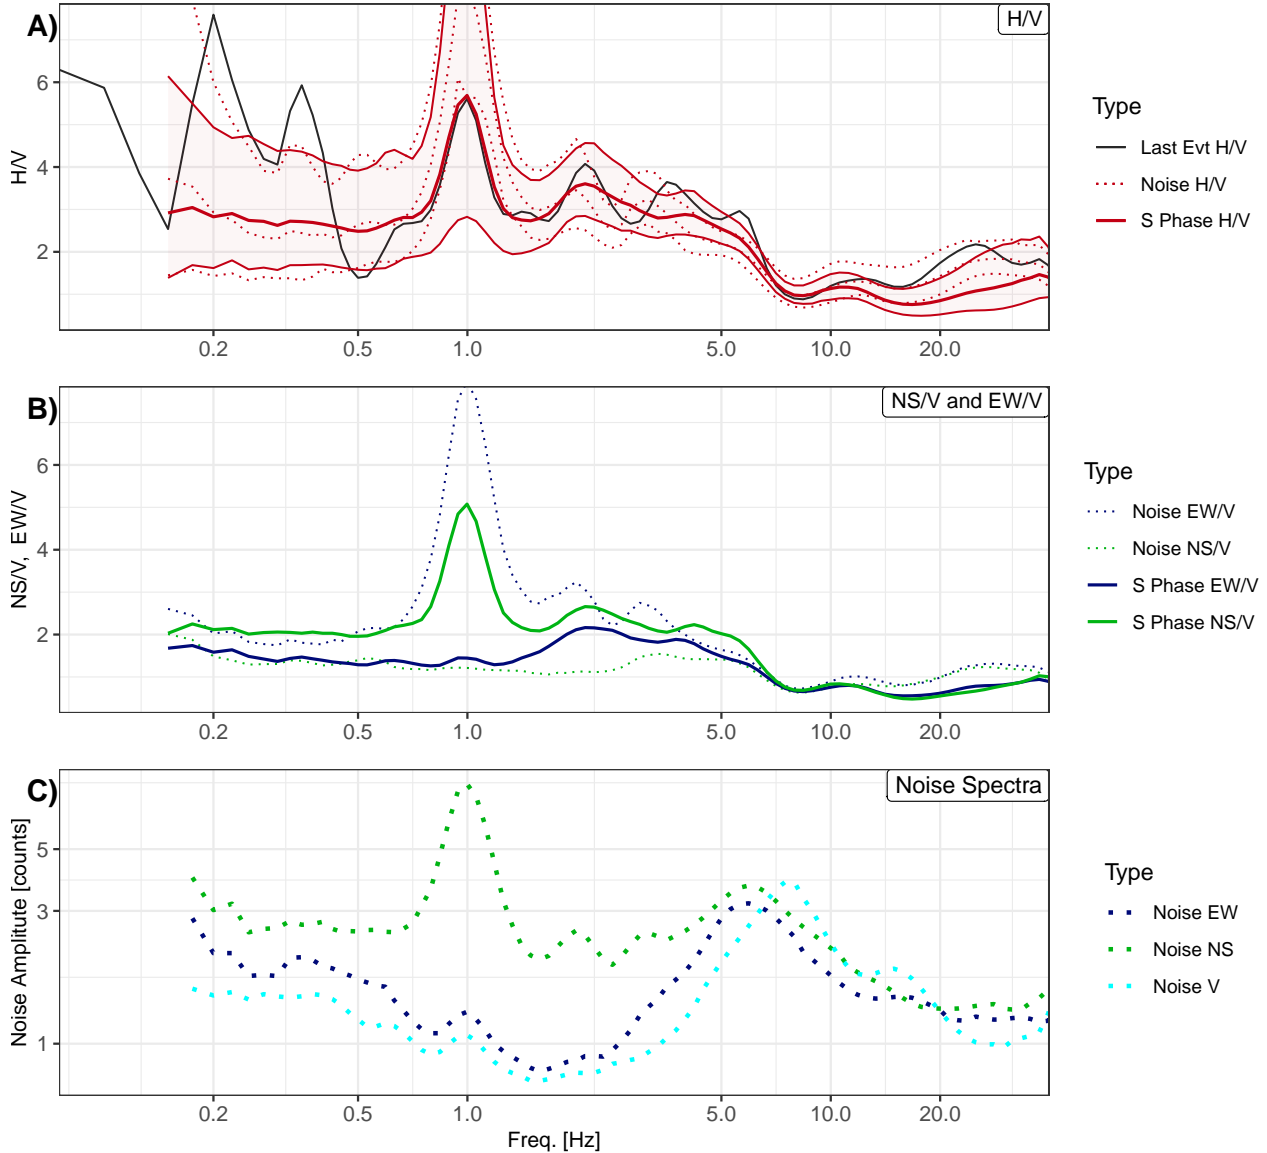 A)
H/V
6
4
2
H/V
0.2 0.5 1.0 5.0 10.0 20.0
Type
Last Evt H/V
Noise H/V
S Phase H/V
B)
NS/V and EW/V
6
4
2
NS/V, EW/V
0.2 0.5 1.0 5.0 10.0 20.0
Type
Noise EW/V
Noise NS/V
S Phase EW/V
S Phase NS/V
C)
Noise Spectra
5
3
1
Noise Amplitute [counts]
0.2 0.5 1.0 5.0 10.0 20.0
Freq. [Hz]
Type
Noise EW
Noise NS
Noise V